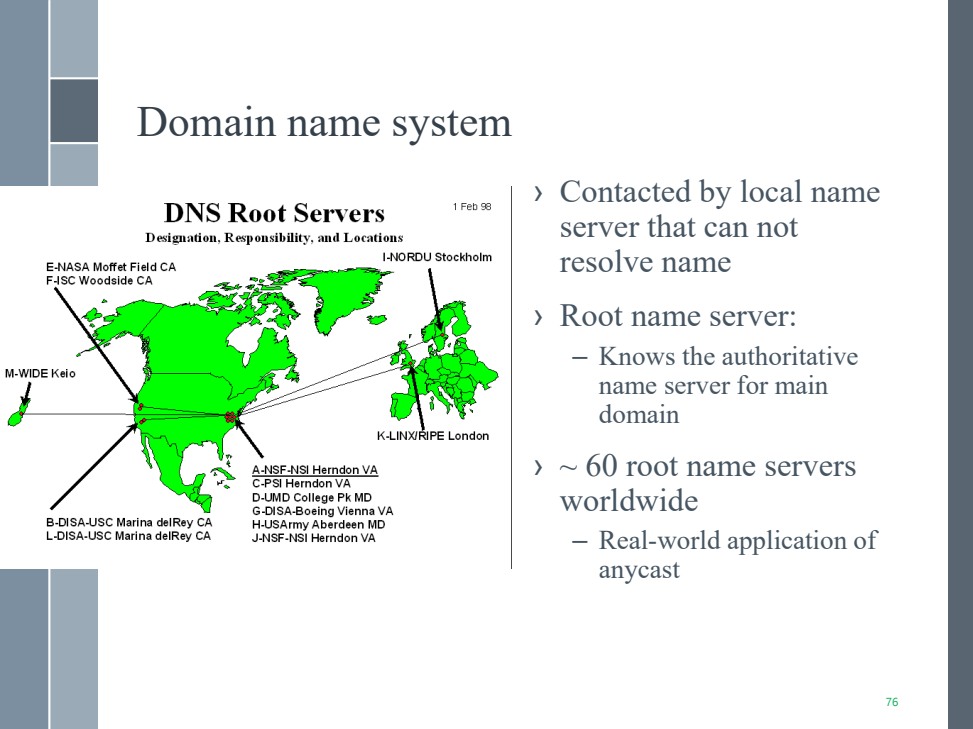 Domain name system
DNS Root Servers
1 Feb 98
Designation, Responsibility, and Locations
I-NORDU Stockholm
E-NASA Moffet Field CA
F-ISC Woodside CA
M-WIDE Keio
K-LINX/RIPE London
A-NSF-NSI Herndon VA
C-PSI Herndon VA
D-UMD College Pk MD
G-DISA-Boeing Vienna VA
H-USArmy Aberdeen MD
J-NSF-NSI Herndon VA
B-DISA-USC Marina delRey CA
L-DISA-USC Marina delRey CA
› Contacted by local name
server that can not
resolve name
› Root name server:
– Knows the authoritative
name server for main
domain
› ~ 60 root name servers
worldwide
– Real-world application of
anycast
76